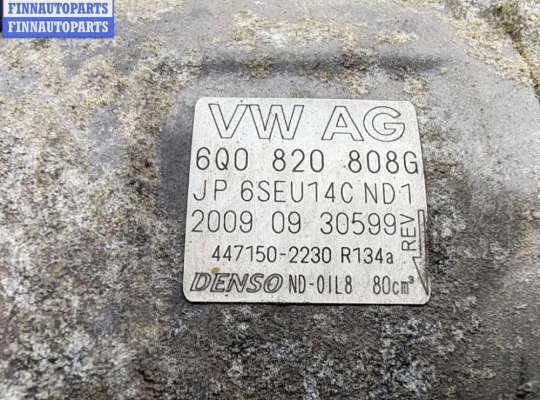 FINNAUTOPARTS
FINNAUTOPARTS
VW AG
6Q0 820 808G
JP 6SEU14C ND1
2009 09 30599
REV
447150-2230 R134a
DENSO ND-OIL8 80cm³